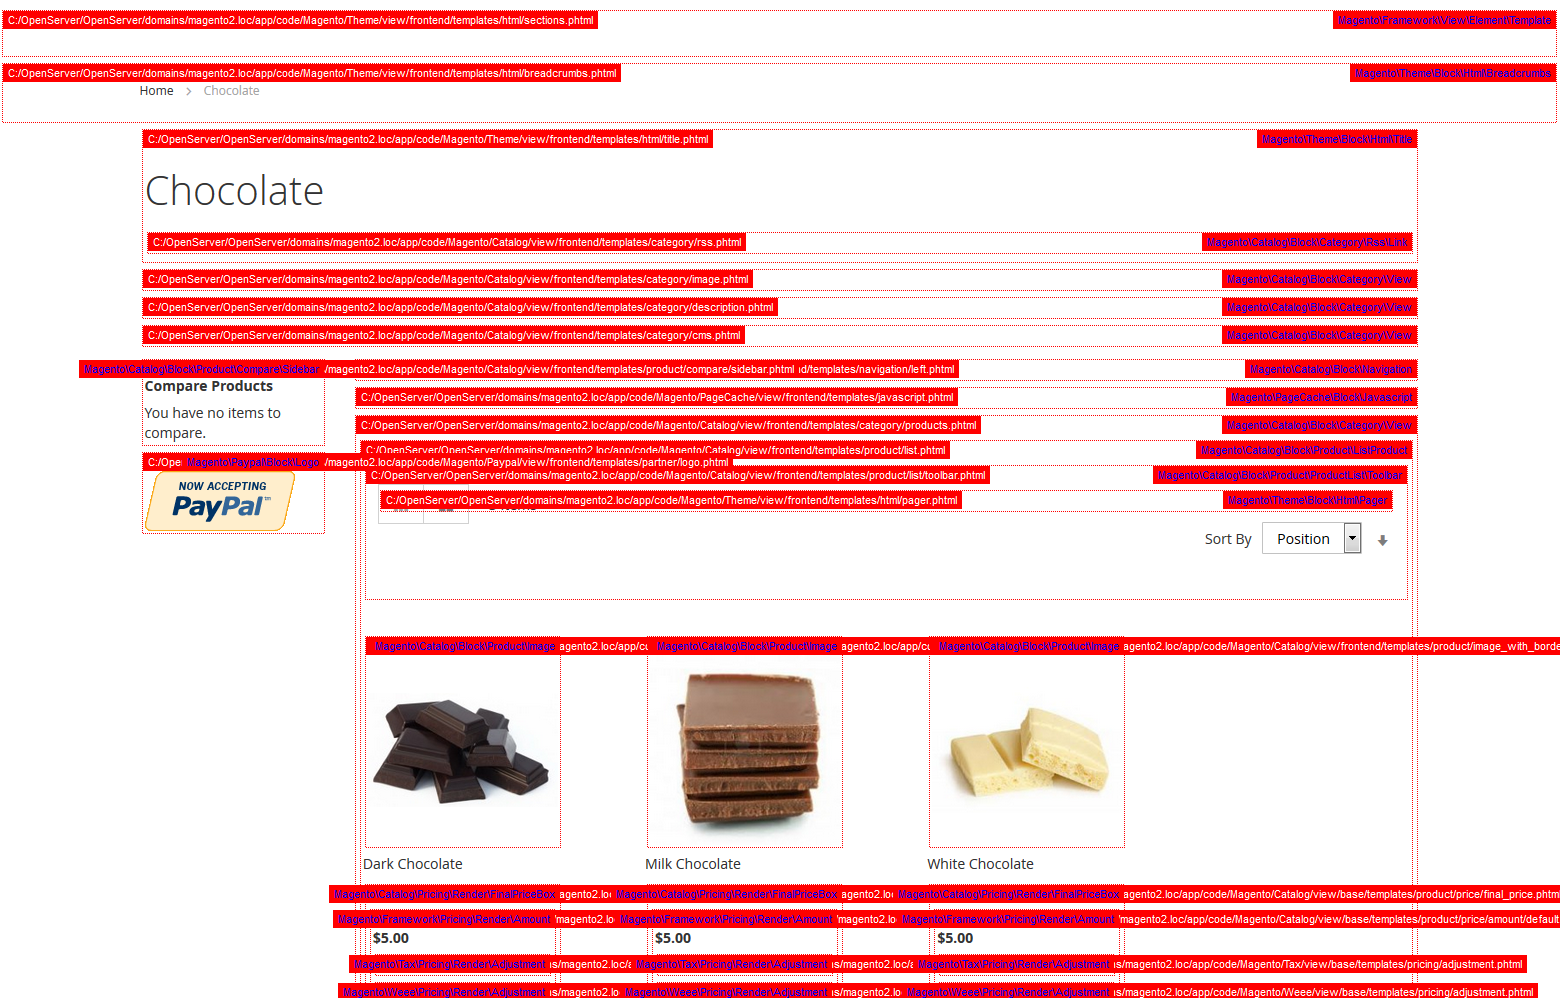 C:/OpenServer/OpenServer/domains/magento2.loc/app/code/Magento/Theme/view/frontend/templates/html/sections.phtml Magento\Framework\View\Element\Template
C:/OpenServer/OpenServer/domains/magento2.loc/app/code/Magento/Theme/view/frontend/templates/html/breadcrumbs.phtml Magento\Theme\Block\Html\Breadcrumbs
Home > Chocolate
C:/OpenServer/OpenServer/domains/magento2.loc/app/code/Magento/Theme/view/frontend/templates/html/title.phtml Magento\Theme\Block\Html\Title
Chocolate
C:/OpenServer/OpenServer/domains/magento2.loc/app/code/Magento/Catalog/view/frontend/templates/category/rss.phtml Magento\Catalog\Block\Category\Rss\Link
C:/OpenServer/OpenServer/domains/magento2.loc/app/code/Magento/Catalog/view/frontend/templates/category/image.phtml Magento\Catalog\Block\Category\View
C:/OpenServer/OpenServer/domains/magento2.loc/app/code/Magento/Catalog/view/frontend/templates/category/description.phtml Magento\Catalog\Block\Category\View
C:/OpenServer/OpenServer/domains/magento2.loc/app/code/Magento/Catalog/view/frontend/templates/category/cms.phtml Magento\Catalog\Block\Category\View
Magento\Catalog\Block\Product\Compare\Sidebar /magento2.loc/app/code/Magento/Catalog/view/frontend/templates/product/compare/sidebar.phtml id/templates/navigation/left.phtml Magento\Catalog\Block\Navigation
Compare Products
You have no items to
compare.
C:/OpenServer/OpenServer/domains/magento2.loc/app/code/Magento/PageCache/view/frontend/templates/javascript.phtml Magento\PageCache\Block\Javascript
C:/OpenServer/OpenServer/domains/magento2.loc/app/code/Magento/Catalog/view/frontend/templates/category/products.phtml Magento\Catalog\Block\Category\View
C:/OpenServer/OpenServer/domains/magento2.loc/app/code/Magento/Catalog/view/frontend/templates/product/list.phtml Magento\Catalog\Block\Product\ListProduct
C:/Ope Magento\Paypal\Block\Logo /magento2.loc/app/code/Magento/Paypal/view/frontend/templates/partner/logo.phtml
NOW ACCEPTING
PayPal™
C:/OpenServer/OpenServer/domains/magento2.loc/app/code/Magento/Catalog/view/frontend/templates/product/list/toolbar.phtml Magento\Catalog\Block\Product\ProductList\Toolbar
C:/OpenServer/OpenServer/domains/magento2.loc/app/code/Magento/Theme/view/frontend/templates/html/pager.phtml Magento\Theme\Block\Html\Pager
Sort By Position
Magento\Catalog\Block\Product\Image agento2.loc/app/co Magento\Catalog\Block\Product\Image agento2.loc/app/co Magento\Catalog\Block\Product\Image agento2.loc/app/code/Magento/Catalog/view/frontend/templates/product/image_with_borde
Dark Chocolate Milk Chocolate White Chocolate
Magento\Catalog\Pricing\Render\FinalPriceBox agento2.loc Magento\Catalog\Pricing\Render\FinalPriceBox agento2.loc Magento\Catalog\Pricing\Render\FinalPriceBox agento2.loc/app/code/Magento/Catalog/view/base/templates/product/price/final_price.phtm
Magento\Framework\Pricing\Render\Amount /magento2.lo Magento\Framework\Pricing\Render\Amount /magento2.lo Magento\Framework\Pricing\Render\Amount /magento2.loc/app/code/Magento/Catalog/view/base/templates/product/price/amount/default
$5.00 $5.00 $5.00
Magento\Tax\Pricing\Render\Adjustment is/magento2.loc/a Magento\Tax\Pricing\Render\Adjustment is/magento2.loc/a Magento\Tax\Pricing\Render\Adjustment is/magento2.loc/app/code/Magento/Tax/view/base/templates/pricing/adjustment.phtml
Magento\Weee\Pricing\Render\Adjustment is/magento2.lo Magento\Weee\Pricing\Render\Adjustment is/magento2.lo Magento\Weee\Pricing\Render\Adjustment is/magento2.loc/app/code/Magento/Weee/view/base/templates/pricing/adjustment.phtml